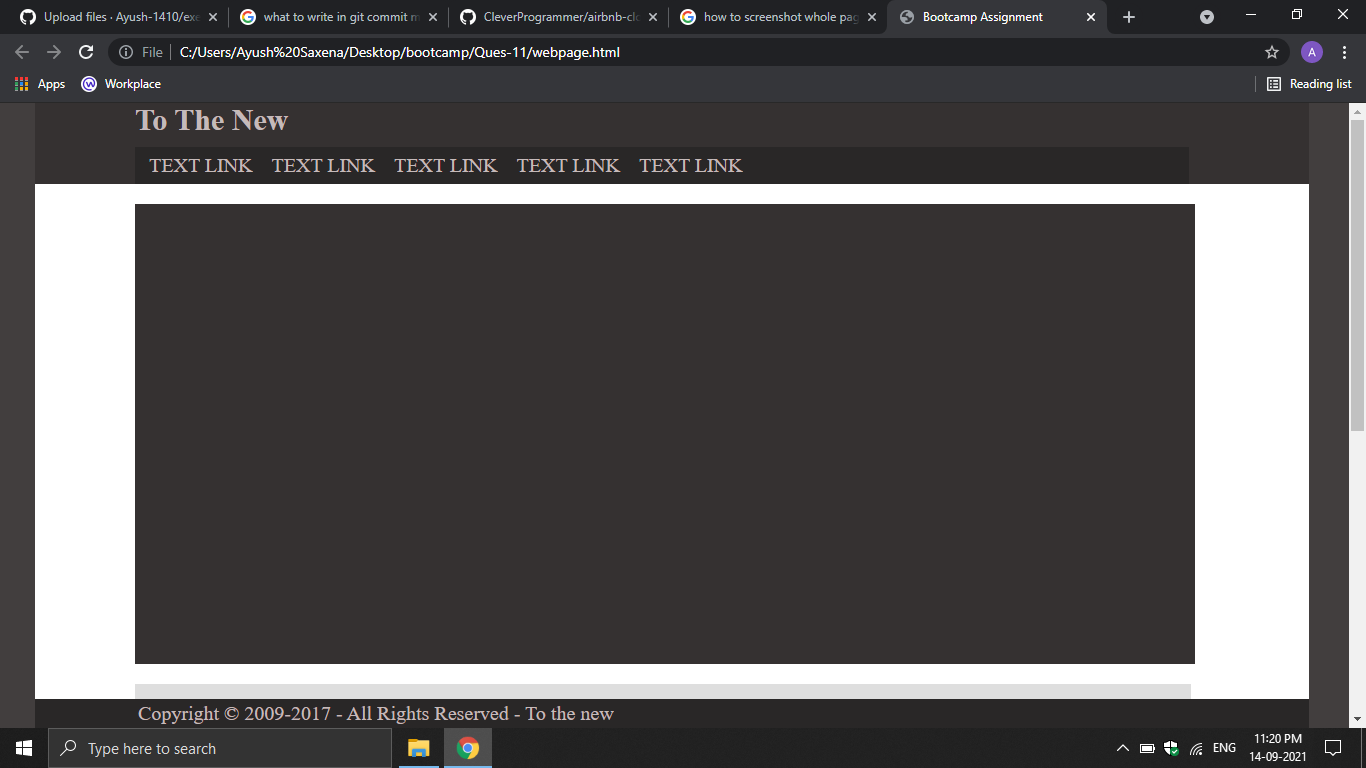 Upload files · Ayush-1410/exe
what to write in git commit m
CleverProgrammer/airbnb-clo
how to screenshot whole pag
Bootcamp Assignment
File
C:/Users/Ayush%20Saxena/Desktop/bootcamp/Ques-11/webpage.html
A
Apps
Workplace
Reading list
To The New
TEXT LINK TEXT LINK TEXT LINK TEXT LINK TEXT LINK
Copyright © 2009-2017 - All Rights Reserved - To the new
Type here to search
ENG
11:20 PM
14-09-2021